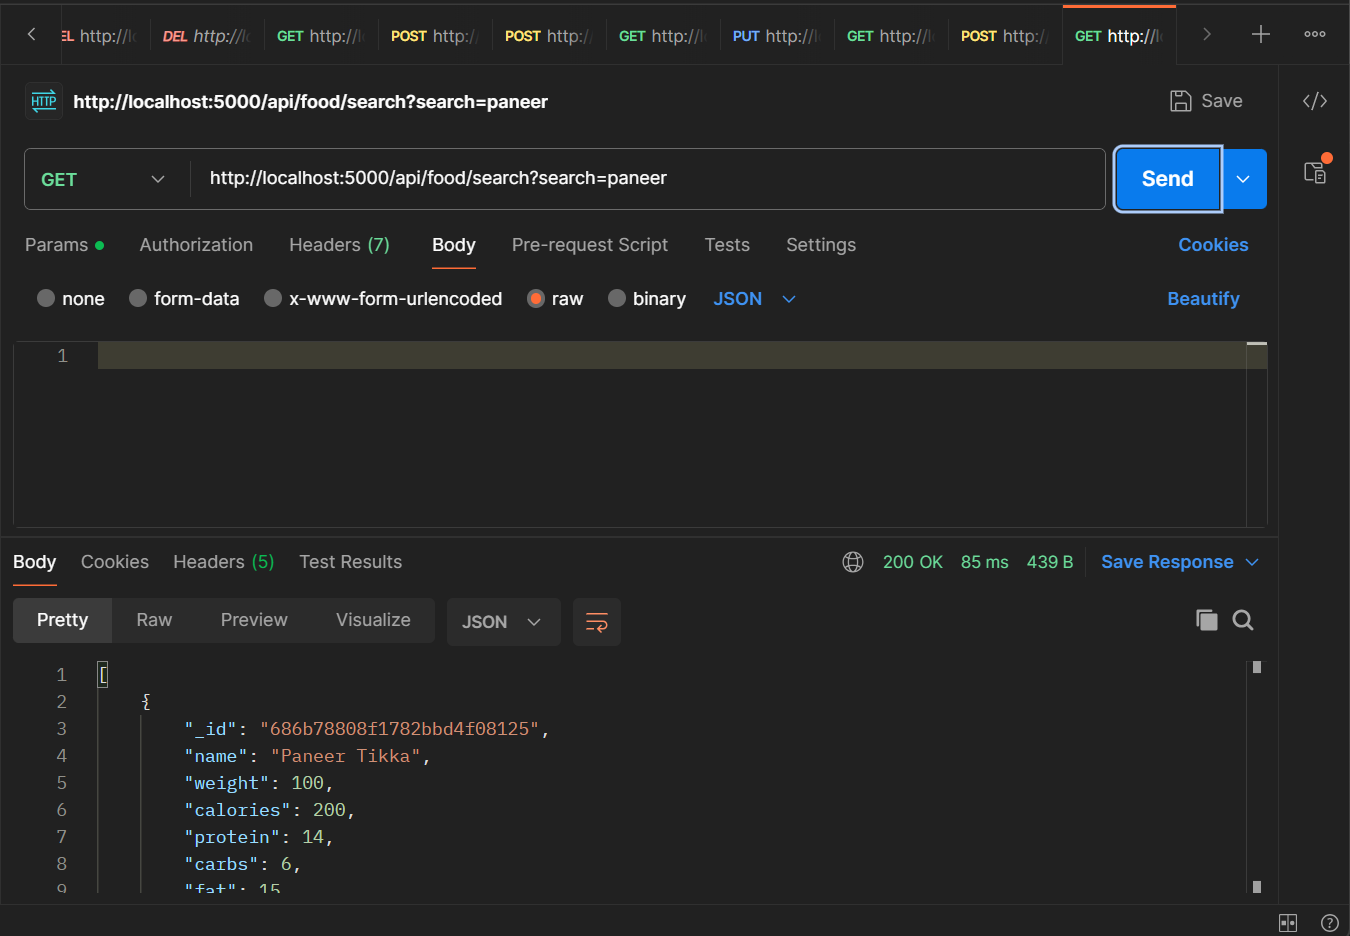 EL http://l
DEL http://lo
GET http://l
POST http:/
POST http:/
GET http://l
PUT http://l
GET http://l
POST http:/
GET http://l
HTTP http://localhost:5000/api/food/search?search=paneer
Save
GET http://localhost:5000/api/food/search?search=paneer
Send
Params Authorization Headers (7) Body Pre-request Script Tests Settings Cookies
none form-data x-www-form-urlencoded raw binary JSON Beautify
1
Body Cookies Headers (5) Test Results 200 OK 85 ms 439 B Save Response
Pretty Raw Preview Visualize JSON
1 [
2 {
3 "_id": "686b78808f1782bbd4f08125",
4 "name": "Paneer Tikka",
5 "weight": 100,
6 "calories": 200,
7 "protein": 14,
8 "carbs": 6,
9 "fat": 15